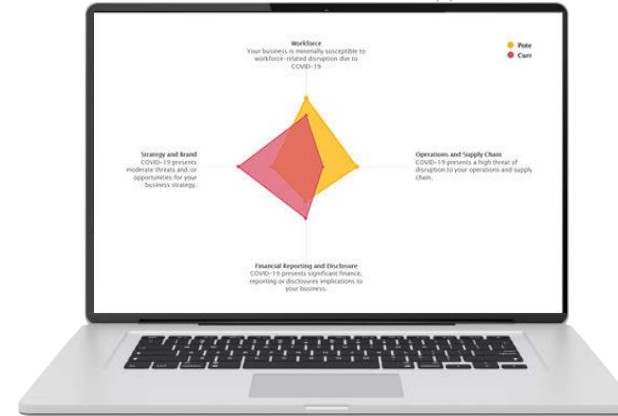 Workforce
Your business is minimally susceptible to
workforce-related disruption due to
COVID-19
Pote
Curr
Strategy and Brand
COVID-19 presents
moderate threats and/or
opportunities for your
business strategy.
Operations and Supply Chain
COVID-19 presents a high threat of
disruption to your operations and supply
chain.
Financial Reporting and Disclosure
COVID-19 presents significant finance,
reporting or disclosures implications to
your business.